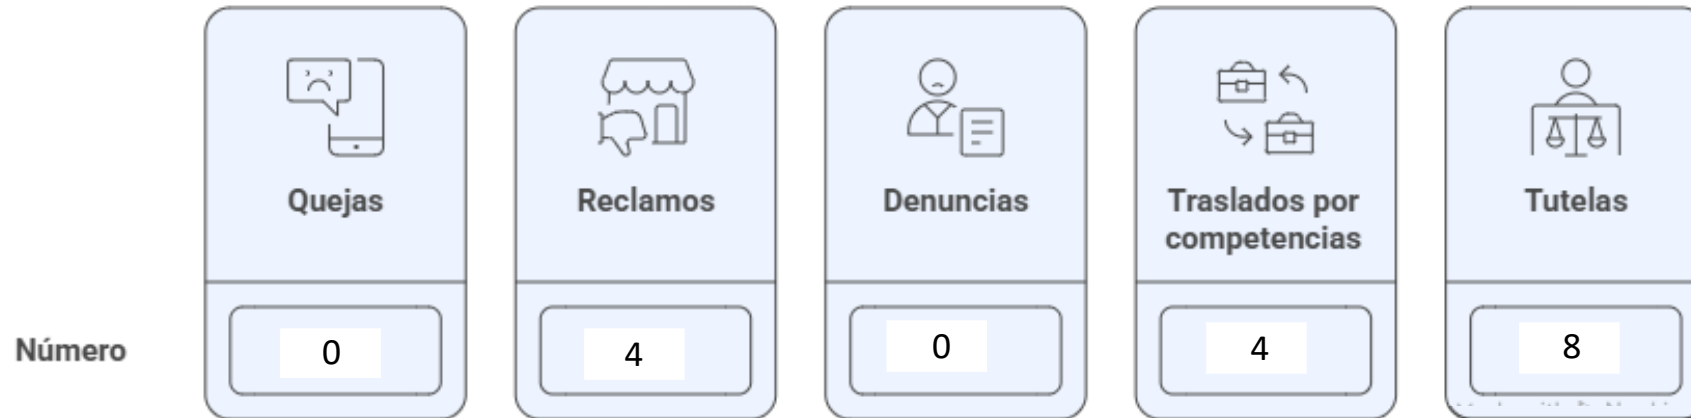 Quejas
Reclamos
Denuncias
Traslados por
competencias
Tutelas
Número
0
4
0
4
8